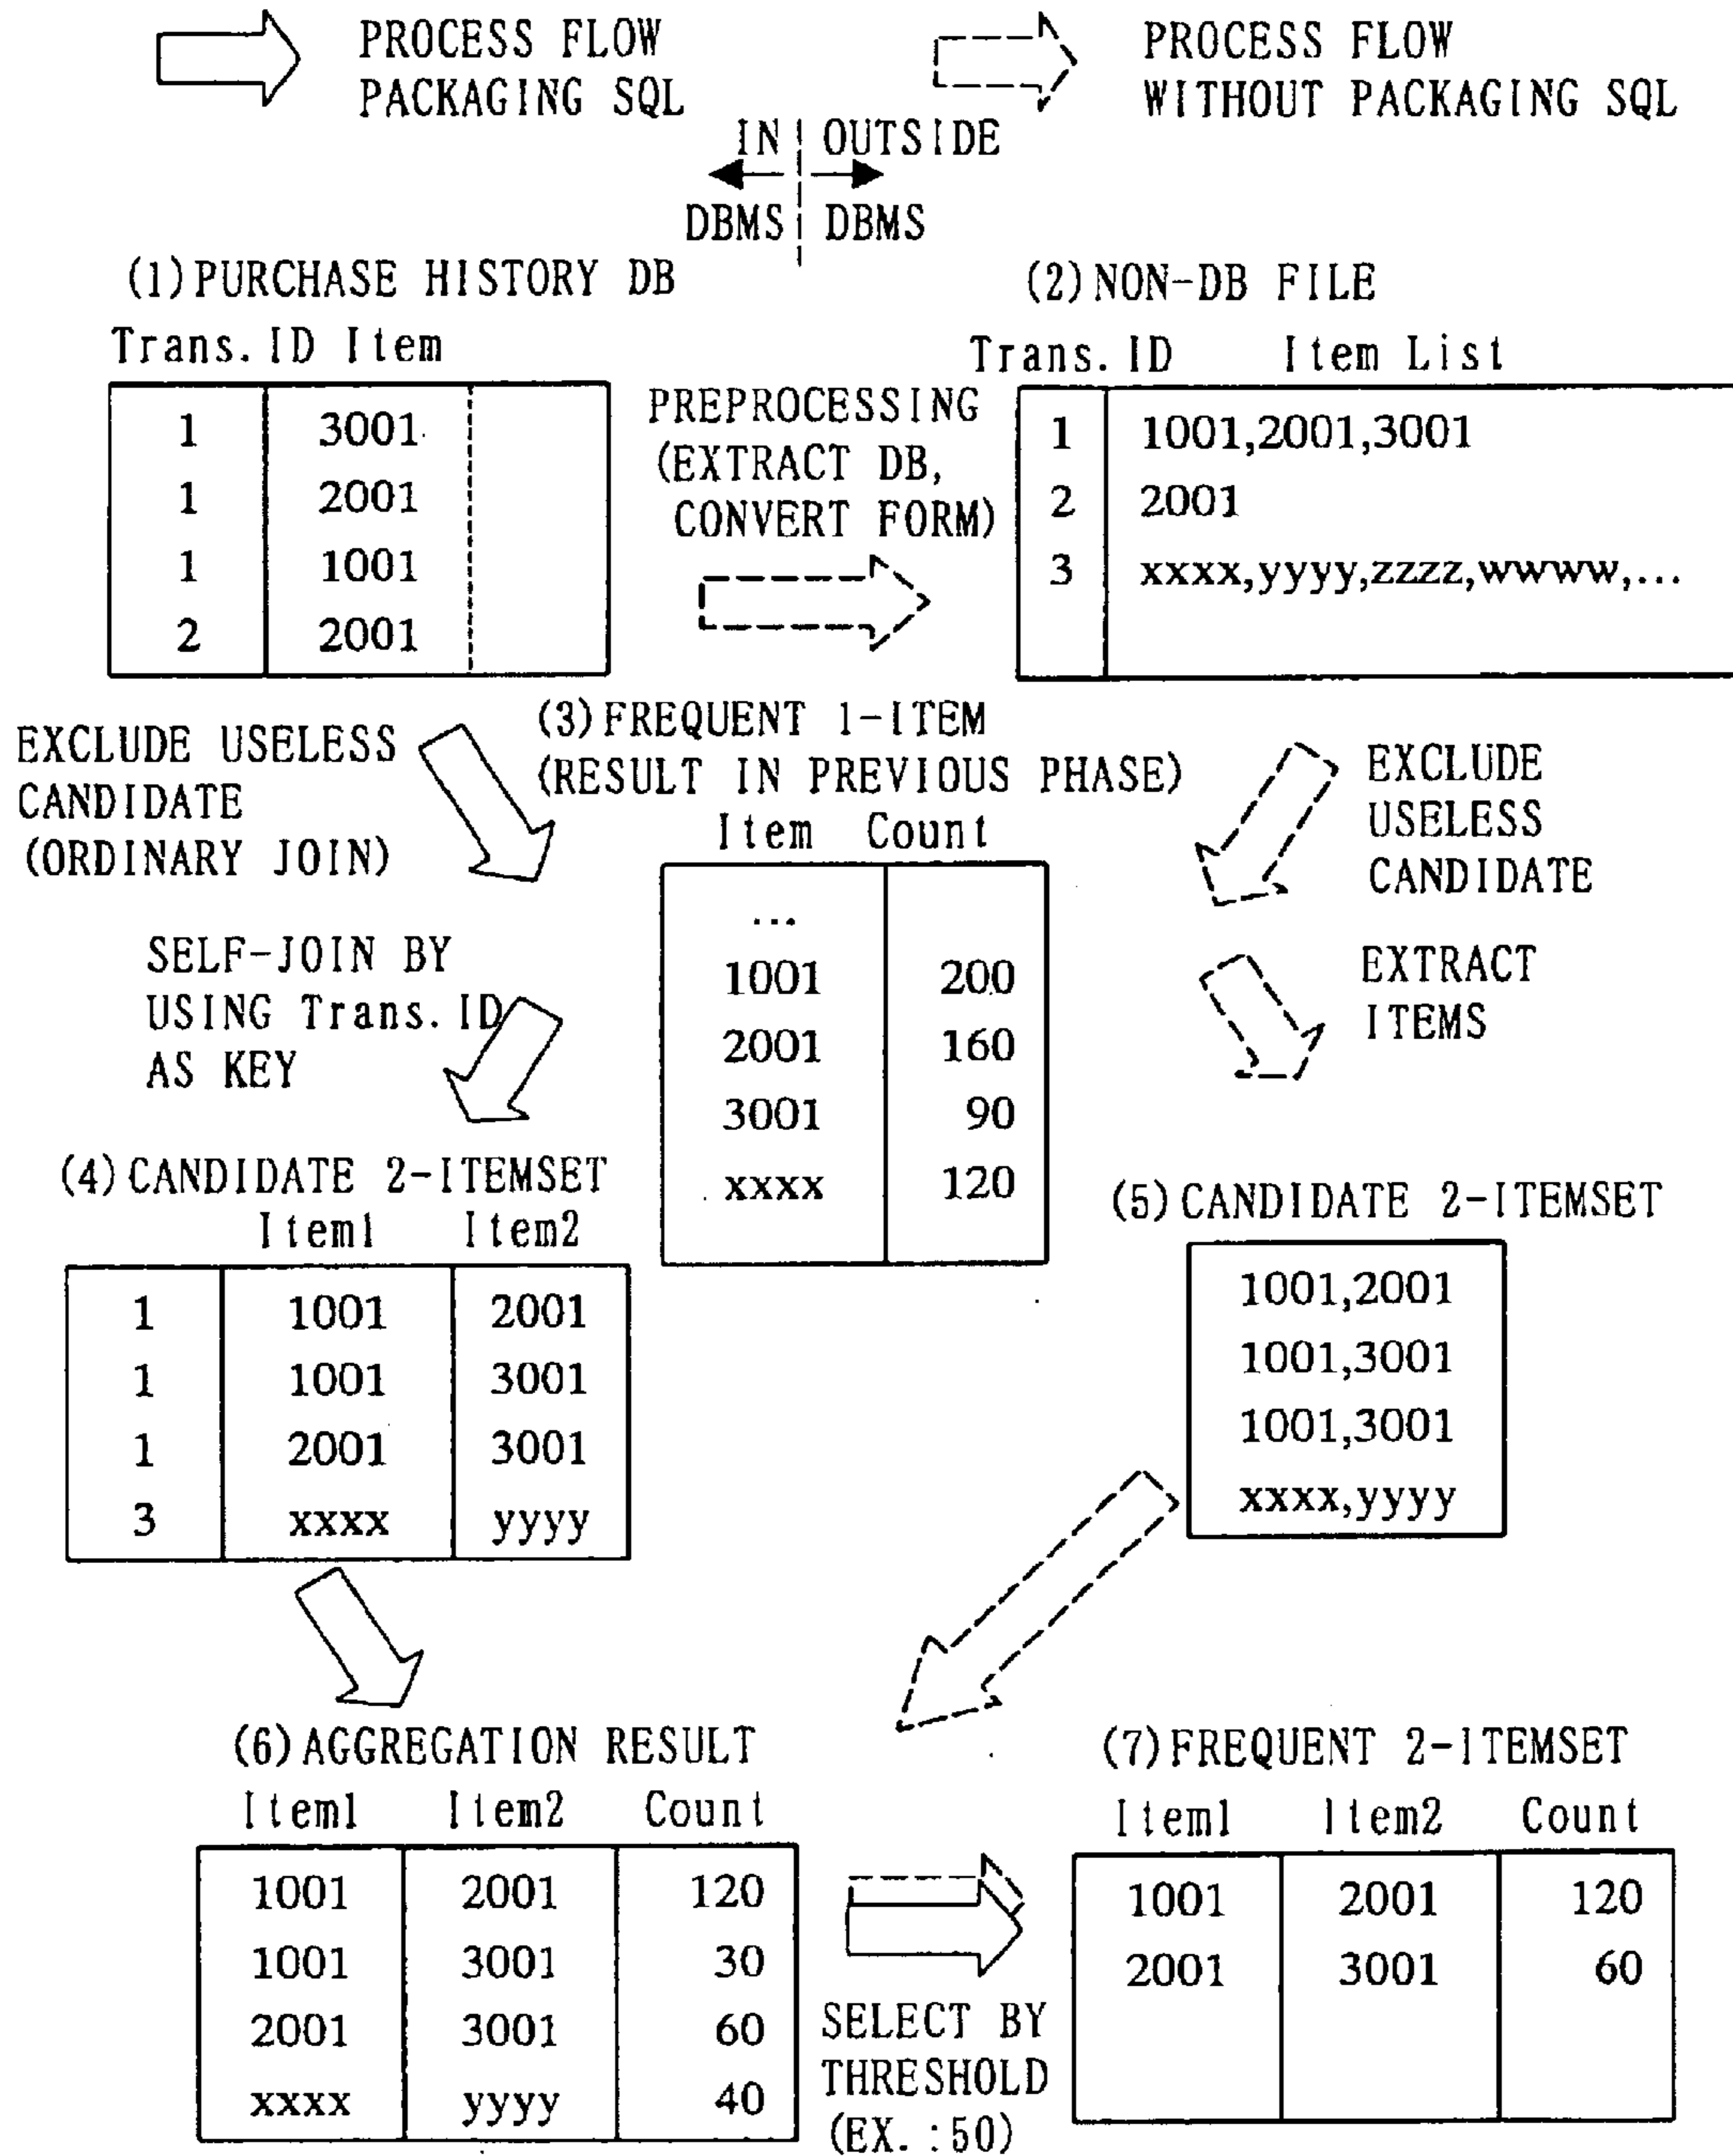 PROCESS FLOW
PACKAGING SQL
PROCESS FLOW
WITHOUT PACKAGING SQL
IN OUTSIDE
DBMS DBMS
(1)PURCHASE HISTORY DB
Trans.ID Item
1 3001
1 2001
1 1001
2 2001
PREPROCESSING
(EXTRACT DB,
CONVERT FORM)
(2)NON-DB FILE
Trans.ID Item List
1 1001,2001,3001
2 2001
3 xxxx,yyyy,zzzz,wwww,...
EXCLUDE USELESS
CANDIDATE
(ORDINARY JOIN)
(3)FREQUENT 1-ITEM
(RESULT IN PREVIOUS PHASE)
Item Count
...
1001 200
2001 160
3001 90
xxxx 120
EXCLUDE
USELESS
CANDIDATE
EXTRACT
ITEMS
SELF-JOIN BY
USING Trans.ID
AS KEY
(4)CANDIDATE 2-ITEMSET
Item1 Item2
1 1001 2001
1 1001 3001
1 2001 3001
3 xxxx yyyy
(5)CANDIDATE 2-ITEMSET
1001,2001
1001,3001
1001,3001
xxxx,yyyy
(6)AGGREGATION RESULT
Item1 Item2 Count
1001 2001 120
1001 3001 30
2001 3001 60
xxxx yyyy 40
SELECT BY
THRESHOLD
(EX.:50)
(7)FREQUENT 2-ITEMSET
Item1 Item2 Count
1001 2001 120
2001 3001 60